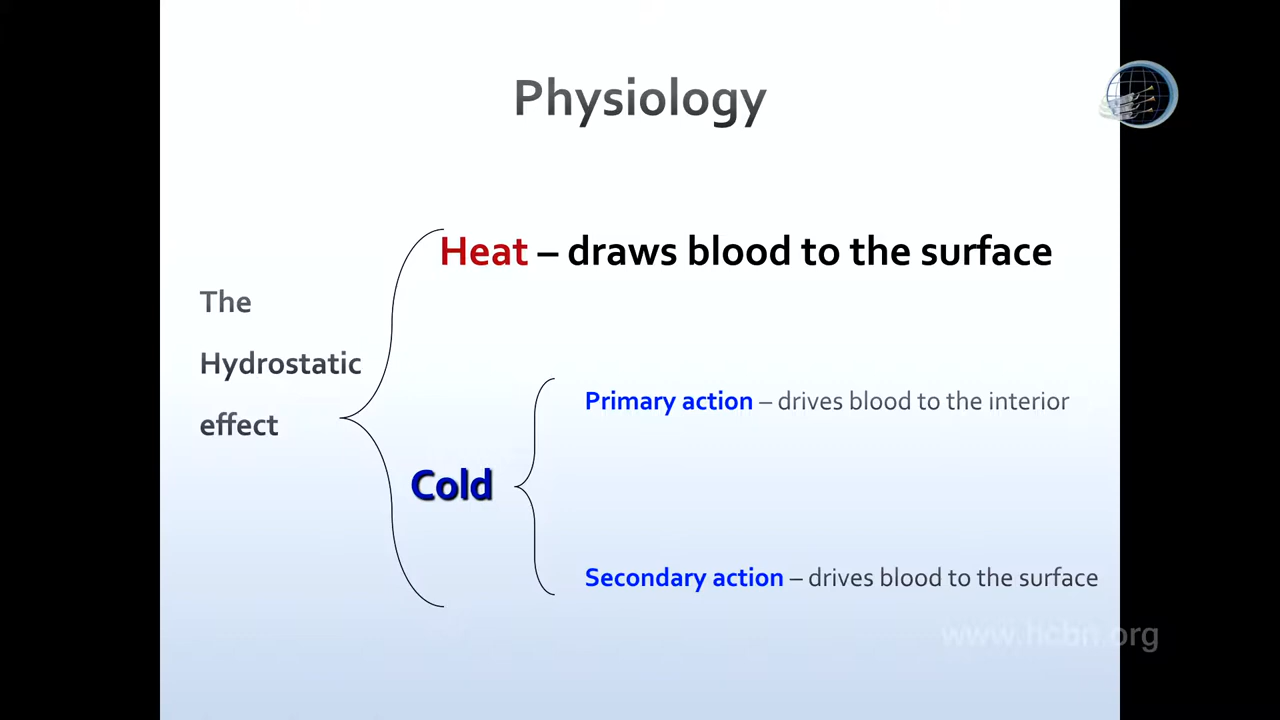 Physiology
Heat – draws blood to the surface
The
Hydrostatic
effect
Primary action – drives blood to the interior
Cold
Secondary action – drives blood to the surface
www.hcbn.org